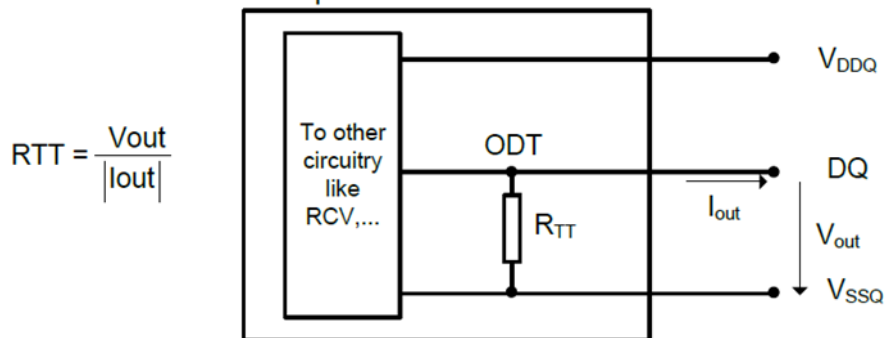 RTT = Vout / |Iout|
To other
circuitry
like
RCV,...
ODT
RTT
VDDQ
DQ
Iout
Vout
VSSQ